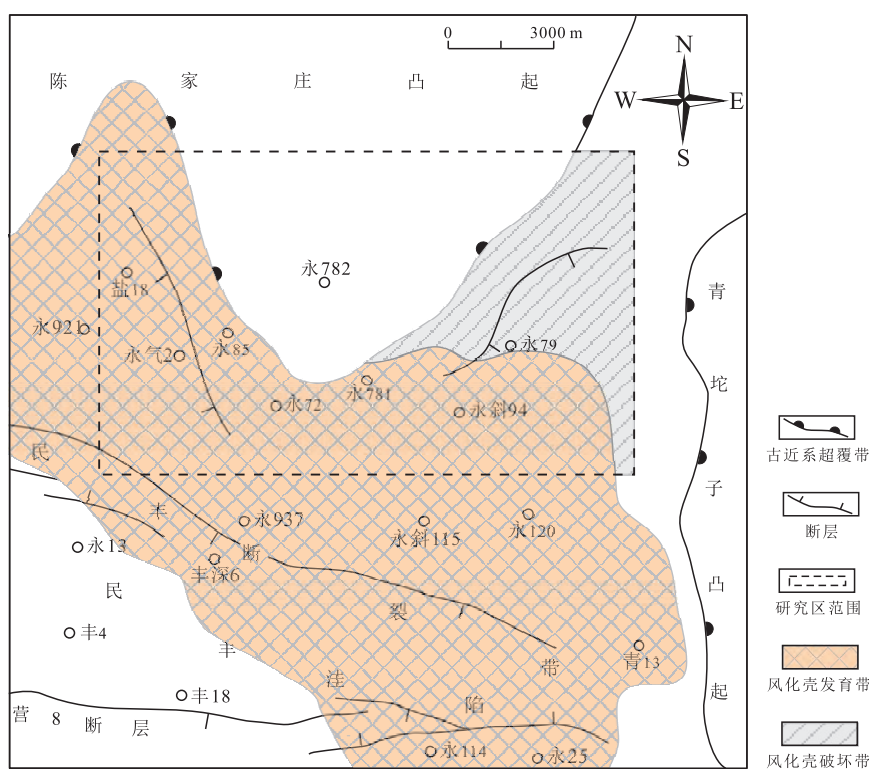 0 3000 m
N
陈 家 庄 凸 起
W E
S
永782
盐18
青
永921
永气2
永85
永79
坨
永781
永72
永斜94
民
古近系超覆带
子
丰
永937
永斜115
永120
断层
永13
断
丰深6
民
凸
裂
研究区范围
丰4
丰
带
青13
洼
风化壳发育带
丰18
陷
起
营 8 断 层
永114
永25
风化壳破坏带